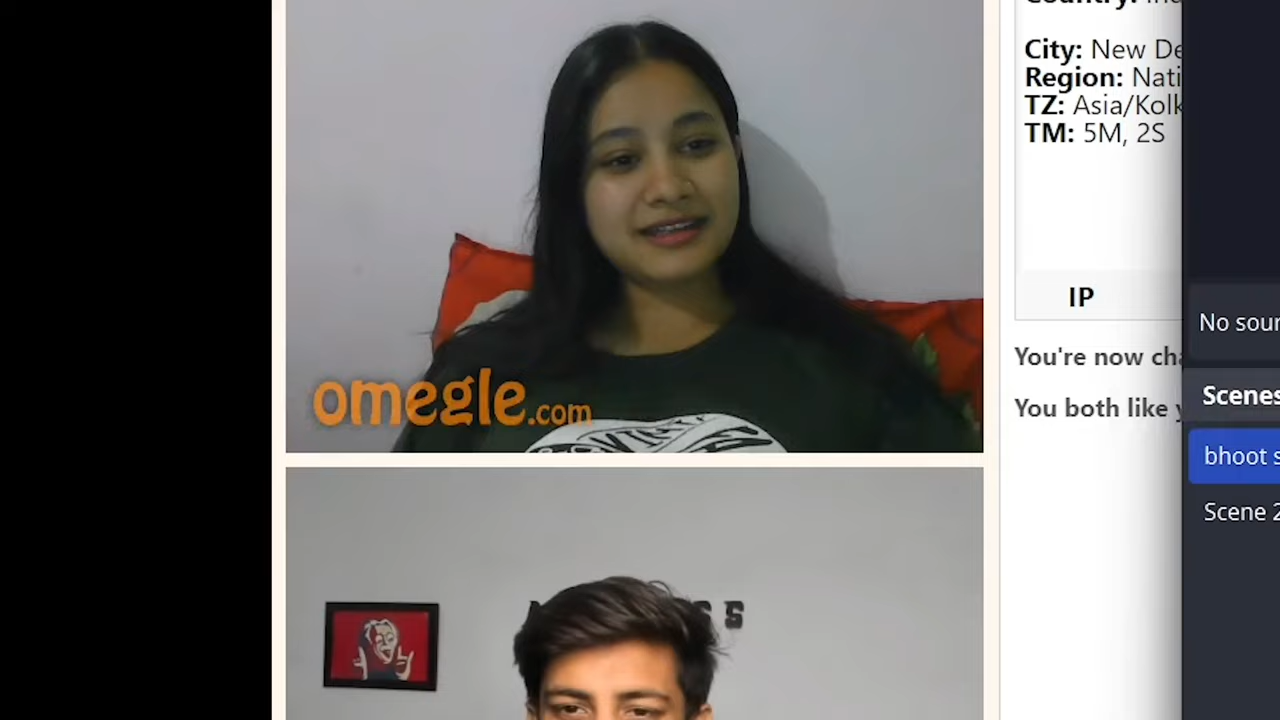 City: New De
Region: Nati
TZ: Asia/Kolk
TM: 5M, 2S
IP
You're now cha
You both like y
No sour
Scenes
bhoot s
Scene 2
omegle.com